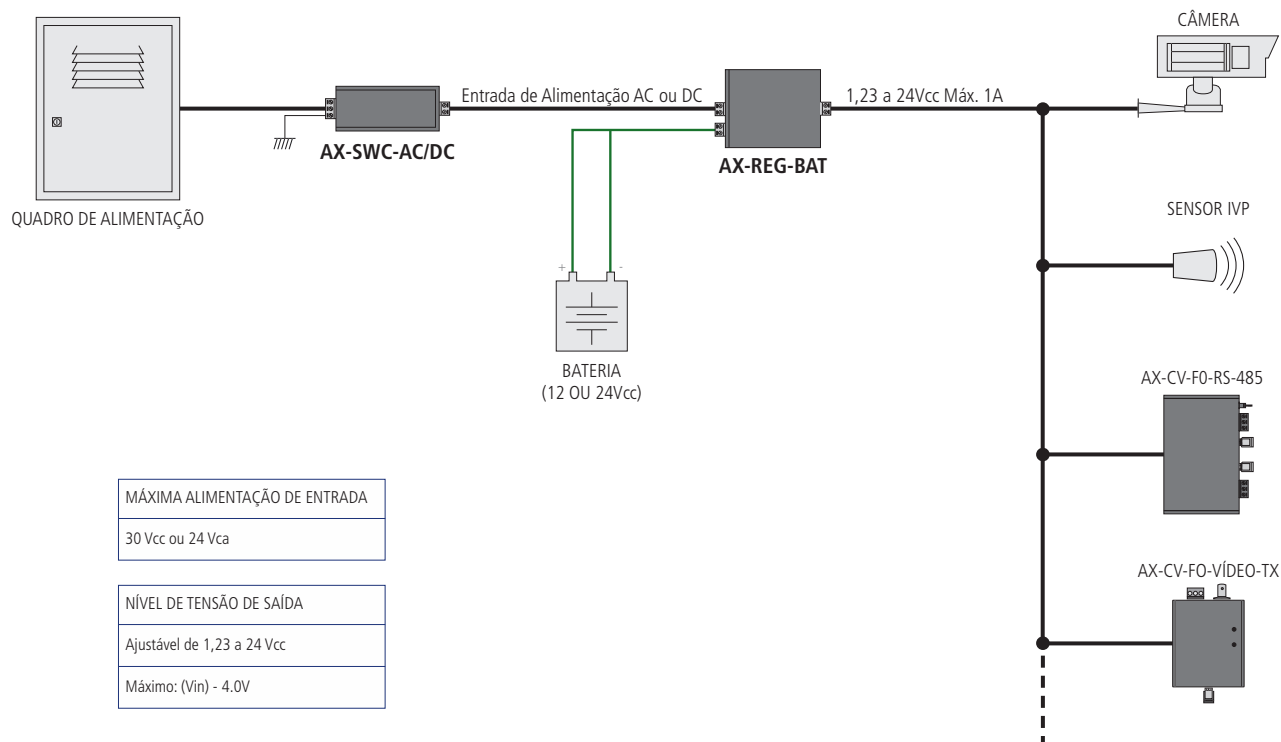 CÂMERA
Entrada de Alimentação AC ou DC
1,23 a 24Vcc Máx. 1A
AX-SWC-AC/DC
AX-REG-BAT
QUADRO DE ALIMENTAÇÃO
SENSOR IVP
+ -
BATERIA
(12 OU 24Vcc)
AX-CV-F0-RS-485
MÁXIMA ALIMENTAÇÃO DE ENTRADA
30 Vcc ou 24 Vca
AX-CV-FO-VÍDEO-TX
NÍVEL DE TENSÃO DE SAÍDA
Ajustável de 1,23 a 24 Vcc
Máximo: (Vin) - 4.0V